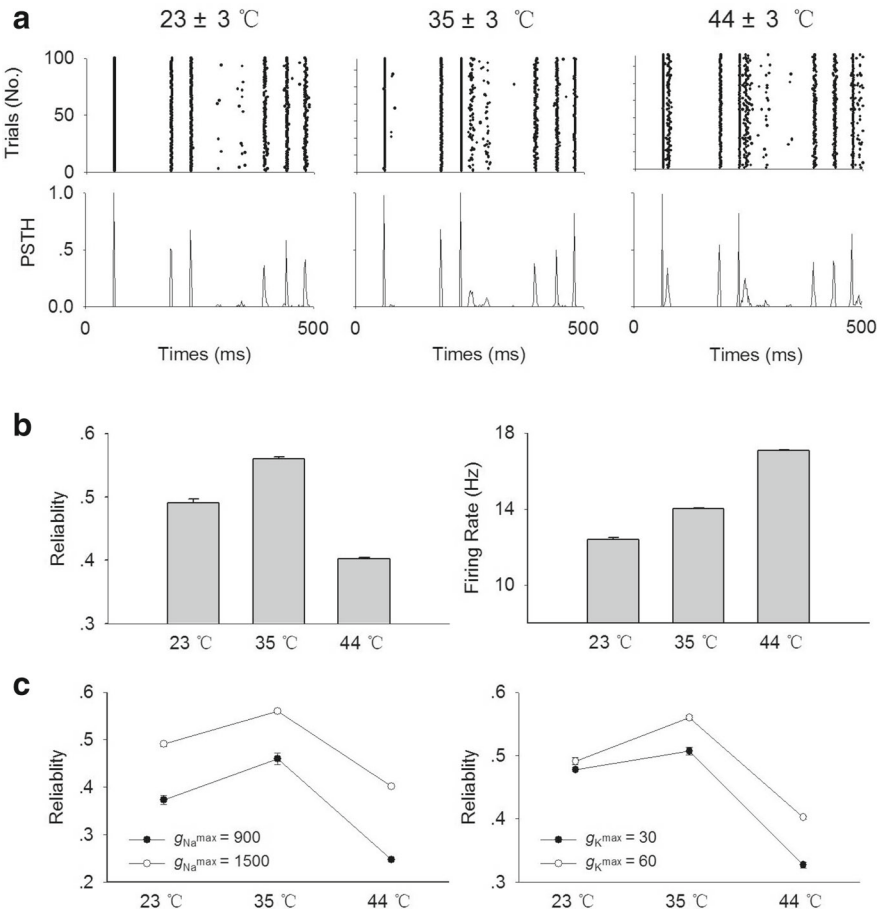 a
23 ± 3 ℃
35 ± 3 ℃
44 ± 3 ℃
Trials (No.)
100
50
0
PSTH
1.0
.5
0.0
0
500
0
500
0
500
Times (ms)
Times (ms)
Times (ms)
b
Reliablity
.6
.5
.4
.3
23 ℃
35 ℃
44 ℃
Firing Rate (Hz)
18
14
10
23 ℃
35 ℃
44 ℃
c
Reliablity
.6
.5
.4
.3
.2
gNamax = 900
gNamax = 1500
23 ℃
35 ℃
44 ℃
Reliablity
.6
.5
.4
.3
gKmax = 30
gKmax = 60
23 ℃
35 ℃
44 ℃